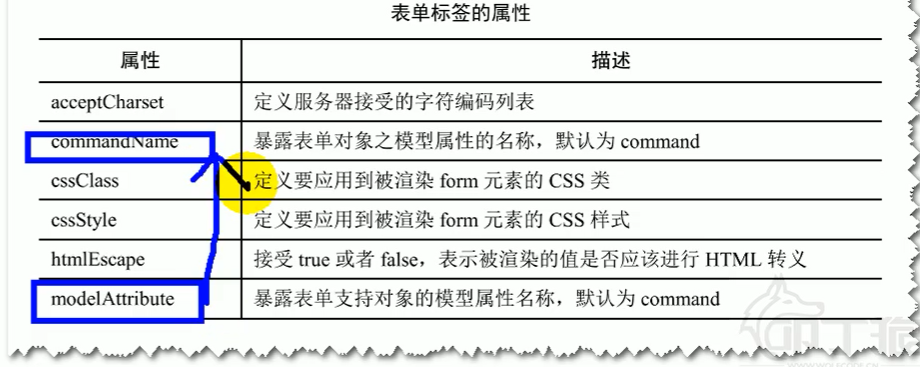 表单标签的属性
属性 描述
acceptCharset 定义服务器接受的字符编码列表
commandName 暴露表单对象之模型属性的名称，默认为 command
cssClass 定义要应用到被渲染 form 元素的 CSS 类
cssStyle 定义要应用到被渲染 form 元素的 CSS 样式
htmlEscape 接受 true 或者 false，表示被渲染的值是否应该进行 HTML 转义
modelAttribute 暴露表单支持对象的模型属性名称，默认为 command